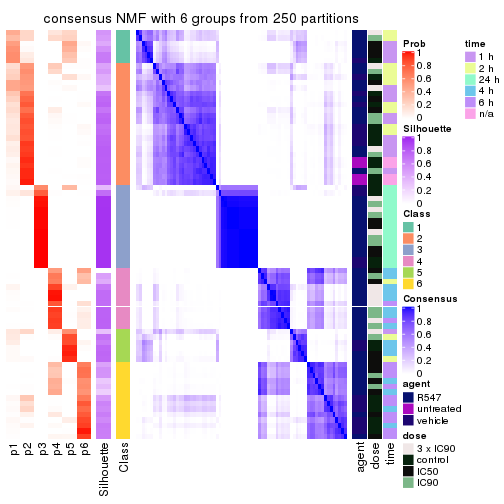 consensus NMF with 6 groups from 250 partitions
p1
p2
p3
p4
p5
p6
Silhouette
Class
agent
dose
time
Prob
1
0.8
0.6
0.4
0.2
0
Silhouette
1
0.8
0.6
0.4
0.2
0
Class
1
2
3
4
5
6
Consensus
1
0.8
0.6
0.4
0.2
0
agent
R547
untreated
vehicle
dose
3 x IC90
control
IC50
IC90
time
1 h
2 h
24 h
4 h
6 h
n/a